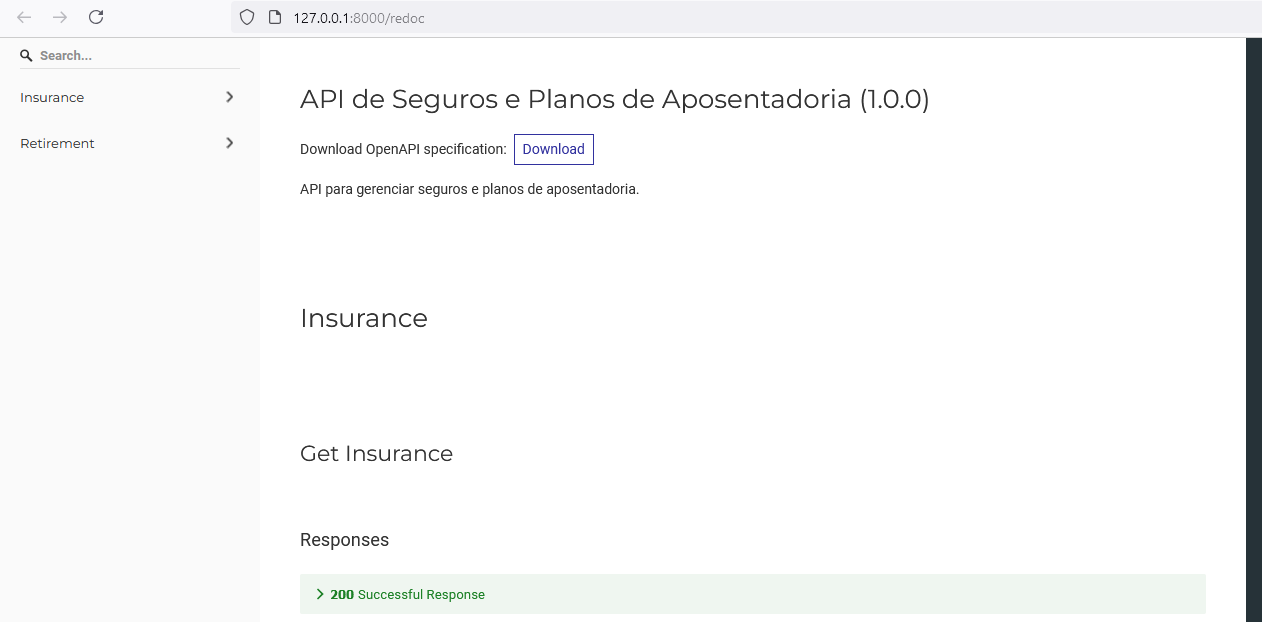 127.0.0.1:8000/redoc
Search...
Insurance
Retirement
API de Seguros e Planos de Aposentadoria (1.0.0)
Download OpenAPI specification: Download
API para gerenciar seguros e planos de aposentadoria.
Insurance
Get Insurance
Responses
200 Successful Response